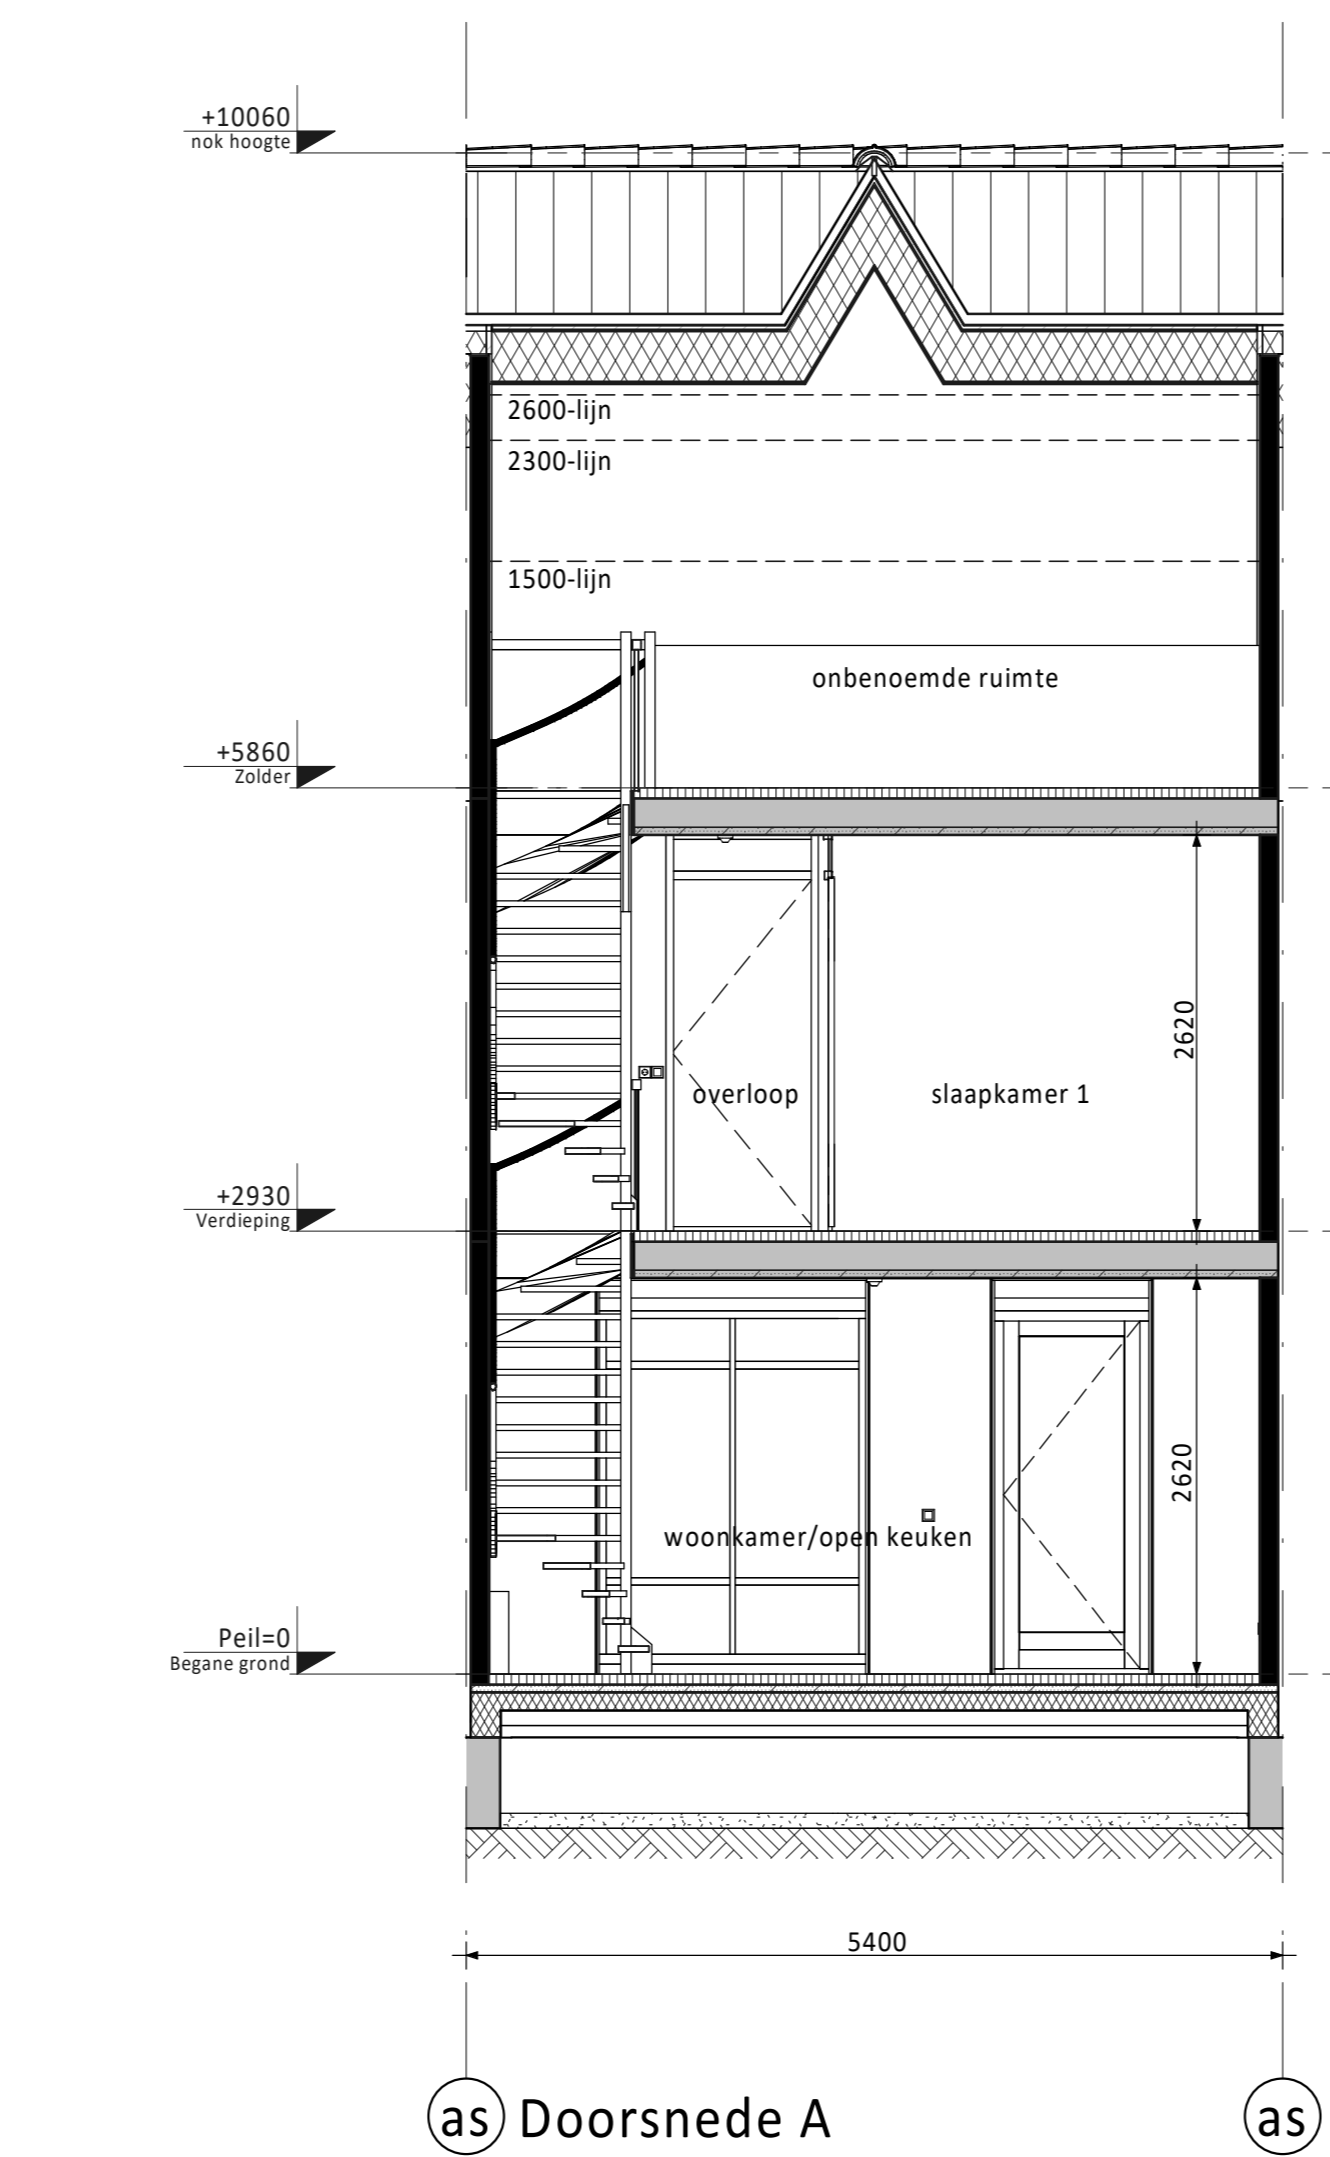 +10060
nok hoogte
2600-lijn
2300-lijn
1500-lijn
onbenoemde ruimte
+5860
Zolder
2620
overloop
slaapkamer 1
+2930
Verdieping
2620
woonkamer/open keuken
Peil=0
Begane grond
5400
as Doorsnede A as